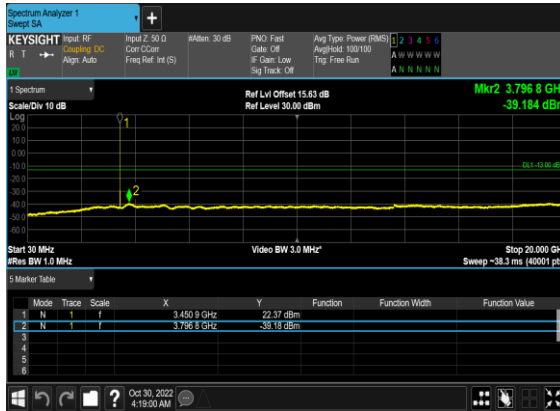 Spectrum Analyzer 1
Swept SA
+
KEYSIGHT Input: RF Input Z: 50 Ω #Atten: 30 dB PNO: Fast Avg Type: Power (RMS) 1 2 3 4 5 6
R T Coupling: DC Corr CCorr Gate: Off Avg|Hold: 100/100 A W W W W W
Align: Auto Freq Ref: Int (S) IF Gain: Low Trig: Free Run
LXI Sig Track: Off A N N N N N
1 Spectrum
Scale/Div 10 dB
Ref Lvl Offset 15.63 dB
Ref Level 30.00 dBm
Mkr2 3.796 8 GH
-39.184 dB
Log
20.0
10.0
0.00
-10.0
-20.0
-30.0
-40.0
-50.0
-60.0
1
2
DL1 -13.00 dB
Start 30 MHz Video BW 3.0 MHz* Stop 20.000 GH
#Res BW 1.0 MHz Sweep ~38.3 ms (40001 pt
5 Marker Table
Mode Trace Scale X Y Function Function Width Function Value
1 N 1 f 3.450 9 GHz 22.37 dBm
2 N 1 f 3.796 8 GHz -39.18 dBm
3
4
5
6
?
Oct 30, 2022
4:19:00 AM